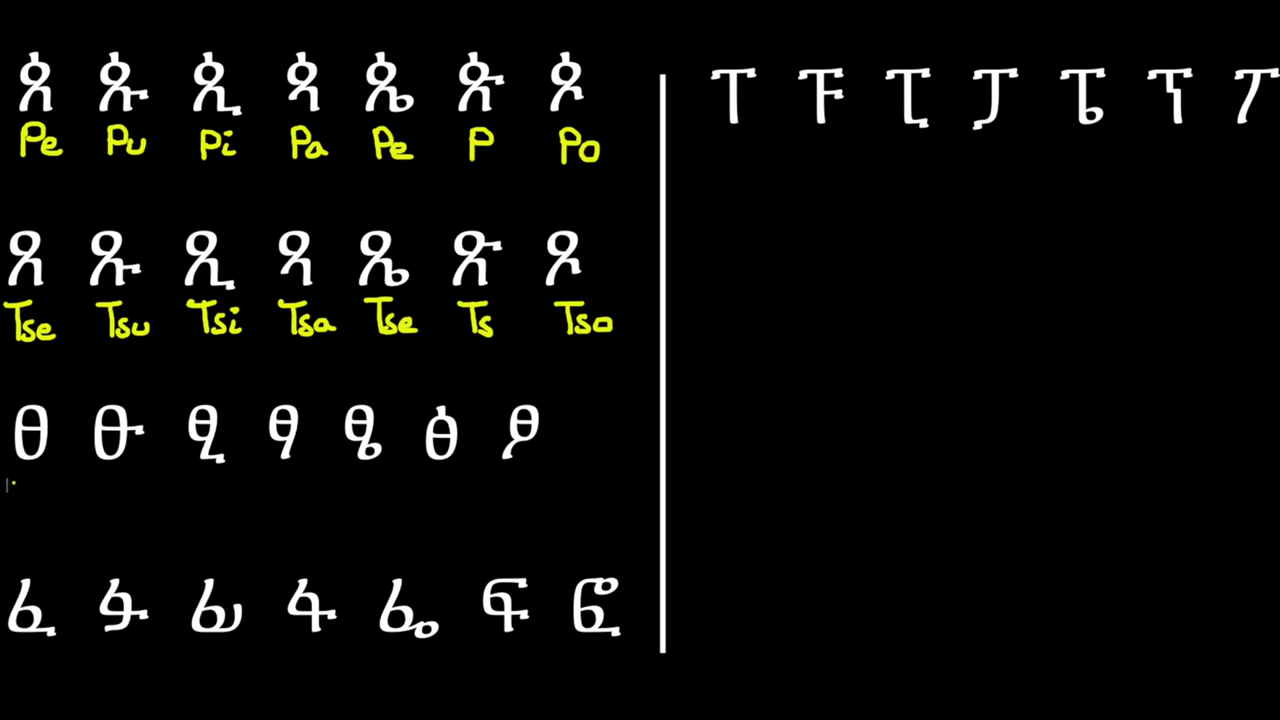 ጰ ጱ ጲ ጳ ጴ ጵ ጶ
Pe Pu Pi Pa Pe P Po
ጸ ጹ ጺ ጻ ጼ ጽ ጾ
Tse Tsu Tsi Tsa Tse Ts Tso
ፀ ፁ ፂ ፃ ፄ ፅ ፆ
ፈ ፉ ፊ ፋ ፌ ፍ ፎ
ፐ ፑ ፒ ፓ ፔ ፕ ፖ